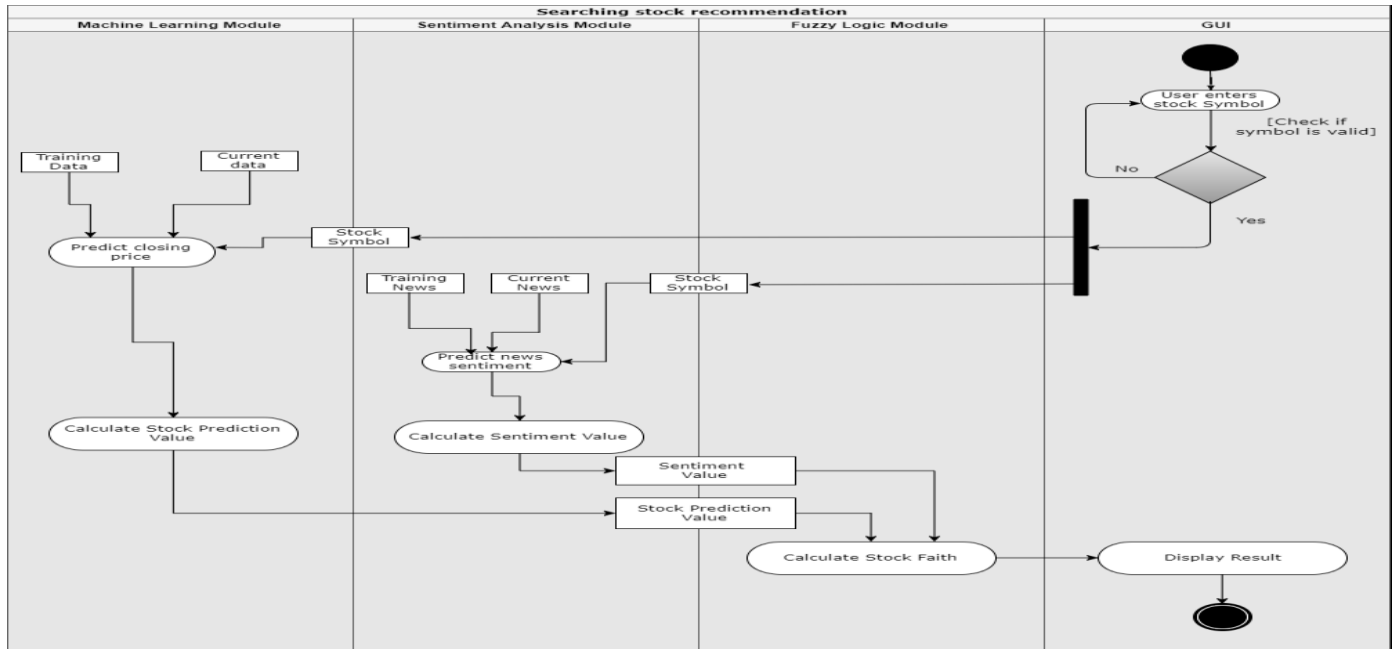 Searching stock recommendation
Machine Learning Module
Sentiment Analysis Module
Fuzzy Logic Module
GUI
User enters
stock Symbol
[Check if
symbol is valid]
No
Yes
Training
Data
Current
data
Stock
Symbol
Predict closing
price
Training
News
Current
News
Stock
Symbol
Predict news
sentiment
Calculate Stock Prediction
Value
Calculate Sentiment Value
Sentiment
Value
Stock Prediction
Value
Calculate Stock Faith
Display Result